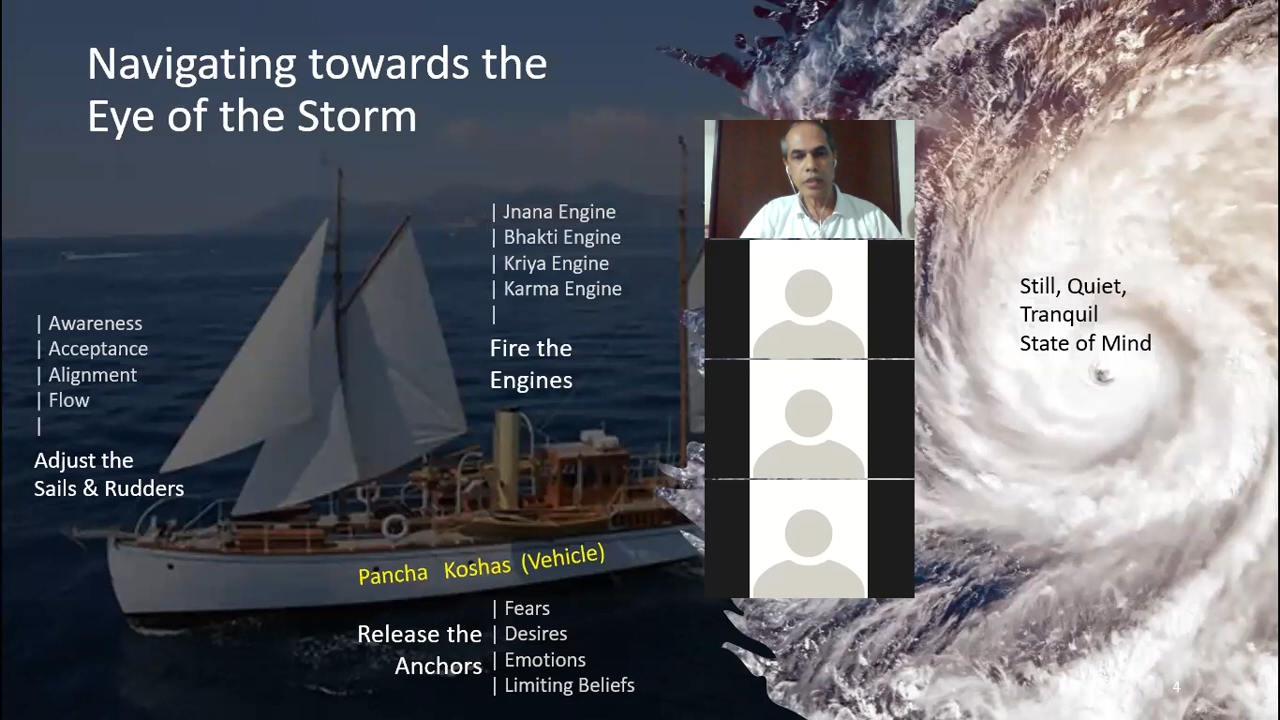 Navigating towards the
Eye of the Storm
| Jnana Engine
| Bhakti Engine
| Kriya Engine
| Karma Engine
|
Fire the
Engines
| Awareness
| Acceptance
| Alignment
| Flow
|
Adjust the
Sails & Rudders
Still, Quiet,
Tranquil
State of Mind
Pancha Koshas (Vehicle)
Release the
Anchors
| Fears
| Desires
| Emotions
| Limiting Beliefs
4